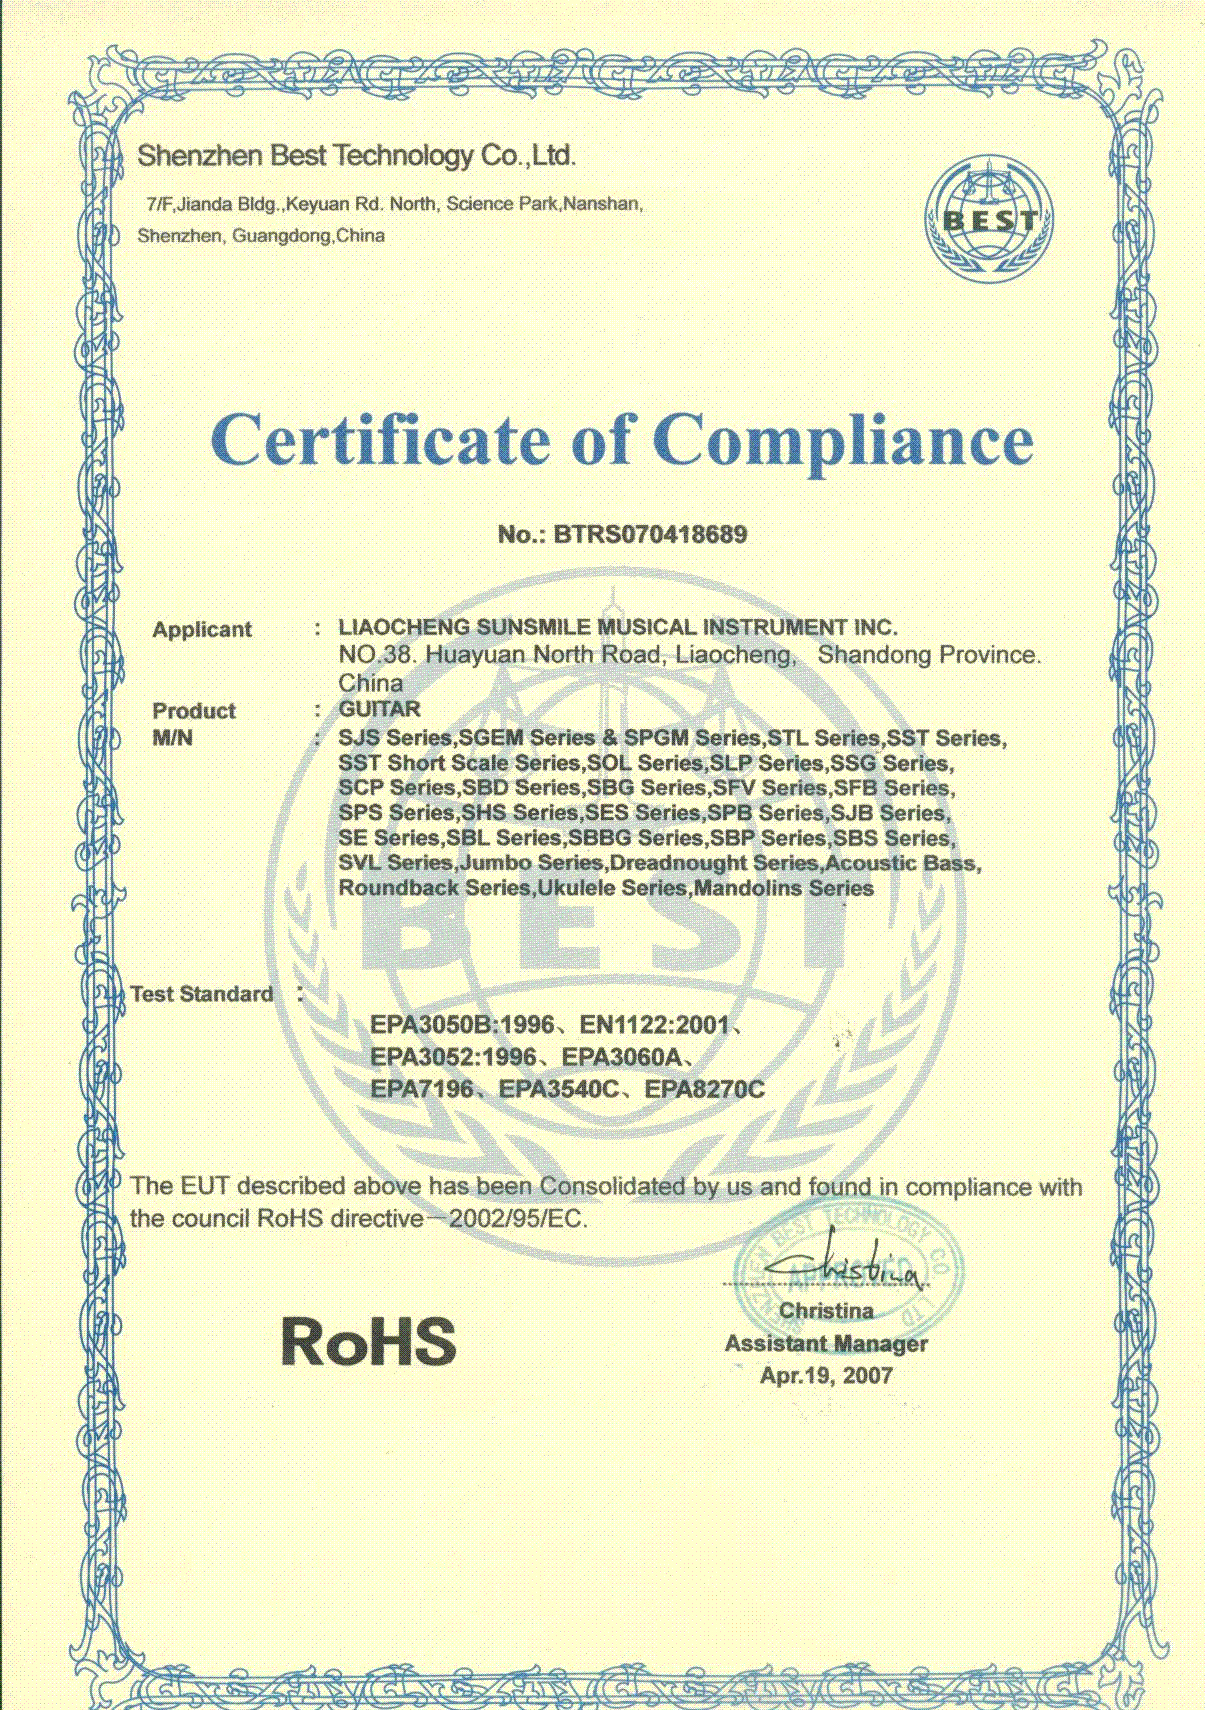 Shenzhen Best Technology Co.,Ltd.
7/F,Jianda Bldg.,Keyuan Rd. North, Science Park,Nanshan,
Shenzhen, Guangdong,China
BEST
Certificate of Compliance
No.: BTRS070418689
Applicant : LIAOCHENG SUNSMILE MUSICAL INSTRUMENT INC.
NO.38. Huayuan North Road, Liaocheng, Shandong Province.
China
Product : GUITAR
M/N : SJS Series,SGEM Series & SPGM Series,STL Series,SST Series,
SST Short Scale Series,SOL Series,SLP Series,SSG Series,
SCP Series,SBD Series,SBG Series,SFV Series,SFB Series,
SPS Series,SHS Series,SES Series,SPB Series,SJB Series,
SE Series,SBL Series,SBBG Series,SBP Series,SBS Series,
SVL Series,Jumbo Series,Dreadnought Series,Acoustic Bass,
Roundback Series,Ukulele Series,Mandolins Series
BEST
Test Standard :
EPA3050B:1996、EN1122:2001、
EPA3052:1996、EPA3060A、
EPA7196、EPA3540C、EPA8270C
The EUT described above has been Consolidated by us and found in compliance with
the council RoHS directive—2002/95/EC.
SHENZHEN BEST TECHNOLOGY CO LTD
APPROVED
Christina
Christina
Assistant Manager
Apr.19, 2007
RoHS